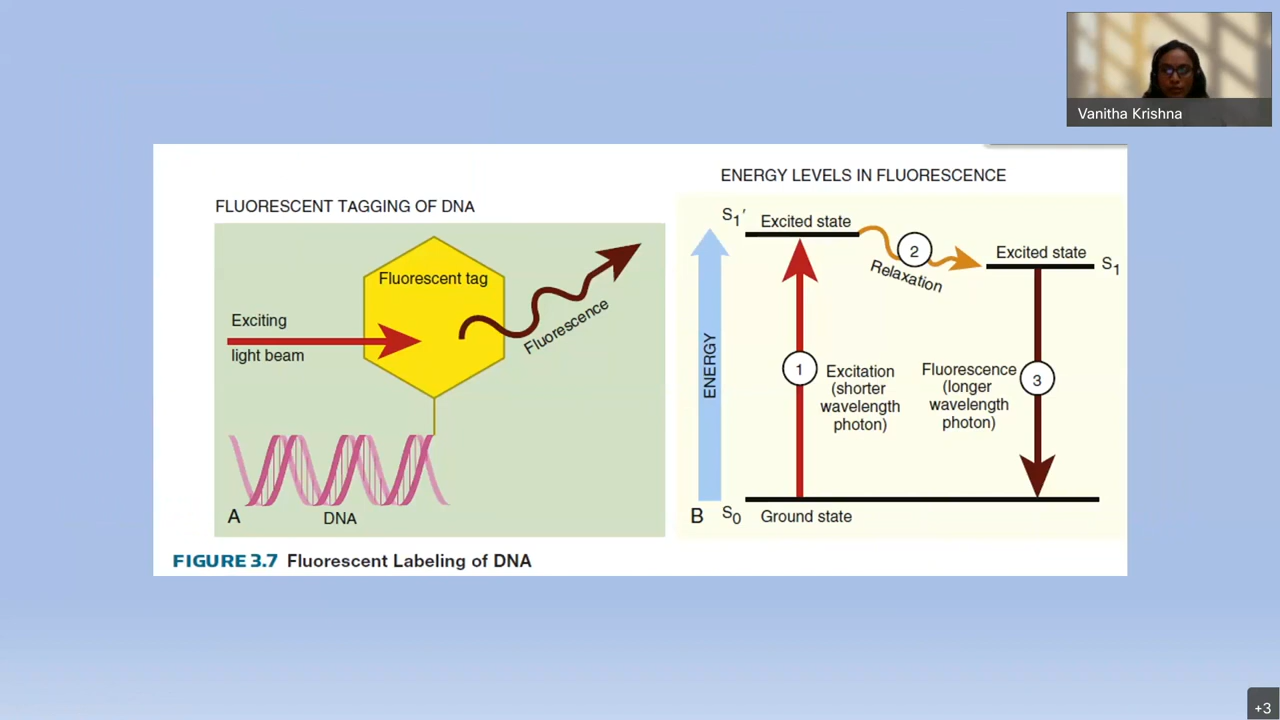 Vanitha Krishna
FLUORESCENT TAGGING OF DNA
Fluorescent tag
Exciting
light beam
Fluorescence
A
DNA
ENERGY LEVELS IN FLUORESCENCE
S1′
Excited state
2
Relaxation
Excited state
S1
ENERGY
1
Excitation
(shorter
wavelength
photon)
Fluorescence
(longer
wavelength
photon)
3
B
S0
Ground state
FIGURE 3.7 Fluorescent Labeling of DNA
+3